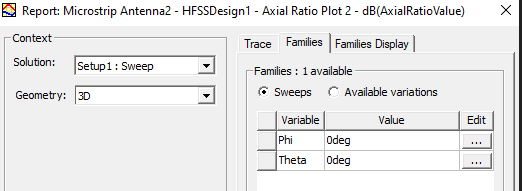 Report: Microstrip Antenna2 - HFSSDesign1 - Axial Ratio Plot 2 - dB(AxialRatioValue)
Context
Solution: Setup1 : Sweep
Geometry: 3D
Trace Families Families Display
Families : 1 available
Sweeps Available variations
Variable Value Edit
Phi 0deg ...
Theta 0deg ...